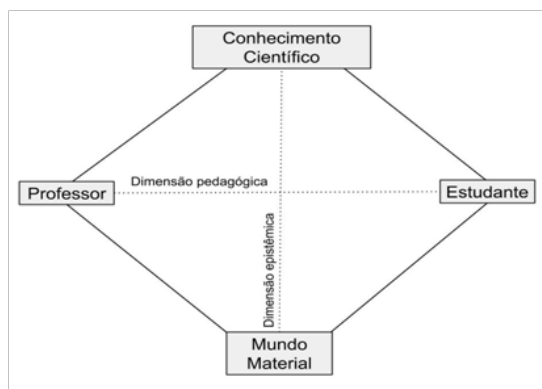 Conhecimento
Científico
Dimensão pedagógica
Professor
Estudante
Dimensão epistêmica
Mundo
Material